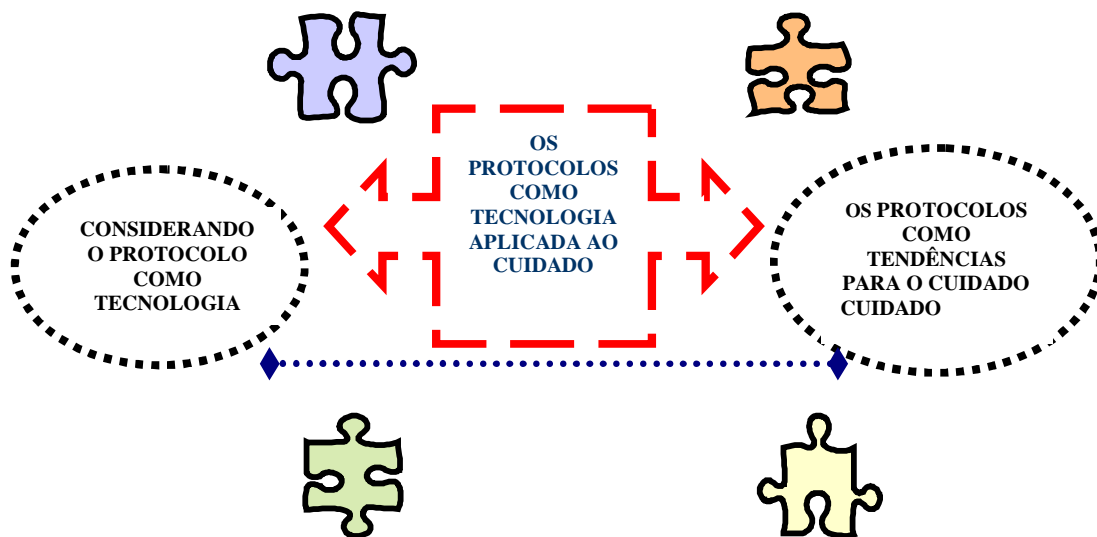 CONSIDERANDO
O PROTOCOLO
COMO
TECNOLOGIA
OS
PROTOCOLOS
COMO
TECNOLOGIA
APLICADA AO
CUIDADO
OS PROTOCOLOS
COMO
TENDÊNCIAS
PARA O CUIDADO
CUIDADO